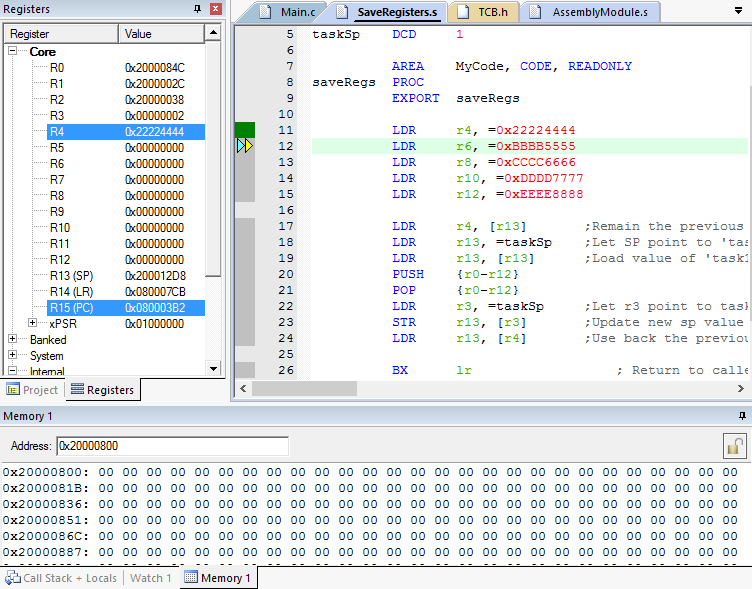 Registers
Register Value
Core
R0 0x2000084C
R1 0x2000002C
R2 0x20000038
R3 0x00000002
R4 0x22224444
R5 0x00000000
R6 0x00000000
R7 0x00000000
R8 0x00000000
R9 0x00000000
R10 0x00000000
R11 0x00000000
R12 0x00000000
R13 (SP) 0x200012D8
R14 (LR) 0x080007CB
R15 (PC) 0x080003B2
xPSR 0x01000000
Banked
System
Internal
Project Registers
Main.c SaveRegisters.s TCB.h AssemblyModule.s
5 taskSp DCD 1
6
7 AREA MyCode, CODE, READONLY
8 saveRegs PROC
9 EXPORT saveRegs
10
11 LDR r4, =0x22224444
12 LDR r6, =0xBBBB5555
13 LDR r8, =0xCCCC6666
14 LDR r10, =0xDDDD7777
15 LDR r12, =0xEEEE8888
16
17 LDR r4, [r13] ;Remain the previous
18 LDR r13, =taskSp ;Let SP point to 'tas
19 LDR r13, [r13] ;Load value of 'task1
20 PUSH {r0-r12}
21 POP {r0-r12}
22 LDR r3, =taskSp ;Let r3 point to task
23 STR r13, [r3] ;Update new sp value
24 LDR r13, [r4] ;Use back the previou
25
26 BX lr ; Return to calle
Memory 1
Address: 0x20000800
0x20000800: 00 00 00 00 00 00 00 00 00 00 00 00 00 00 00 00 00 00 00 00 00 00 00 00 00 00 00
0x2000081B: 00 00 00 00 00 00 00 00 00 00 00 00 00 00 00 00 00 00 00 00 00 00 00 00 00 00 00
0x20000836: 00 00 00 00 00 00 00 00 00 00 00 00 00 00 00 00 00 00 00 00 00 00 00 00 00 00 00
0x20000851: 00 00 00 00 00 00 00 00 00 00 00 00 00 00 00 00 00 00 00 00 00 00 00 00 00 00 00
0x2000086C: 00 00 00 00 00 00 00 00 00 00 00 00 00 00 00 00 00 00 00 00 00 00 00 00 00 00 00
0x20000887: 00 00 00 00 00 00 00 00 00 00 00 00 00 00 00 00 00 00 00 00 00 00 00 00 00 00 00
Call Stack + Locals Watch 1 Memory 1